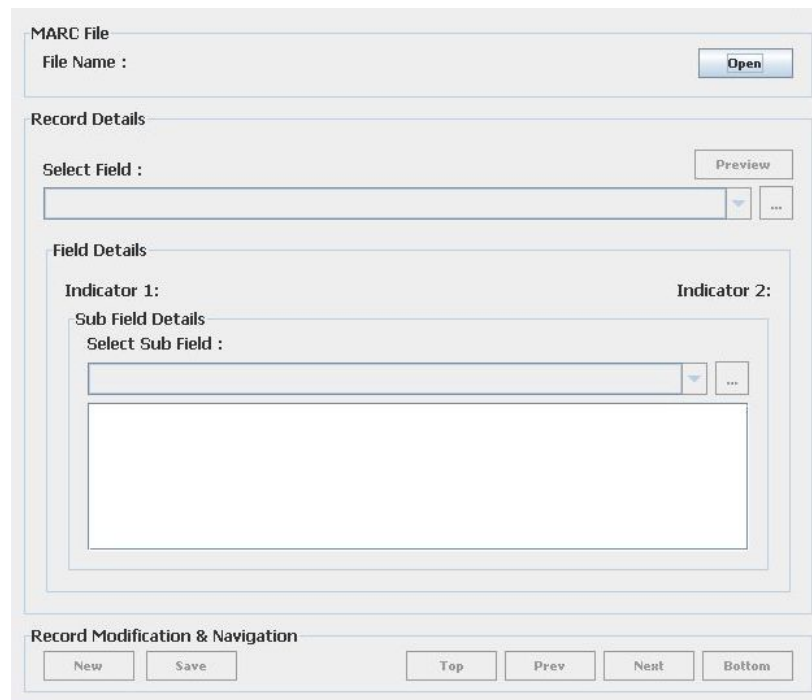 MARC File
File Name :
Open
Record Details
Preview
Select Field :
...
Field Details
Indicator 1: Indicator 2:
Sub Field Details
Select Sub Field :
...
Record Modification & Navigation
New Save Top Prev Next Bottom